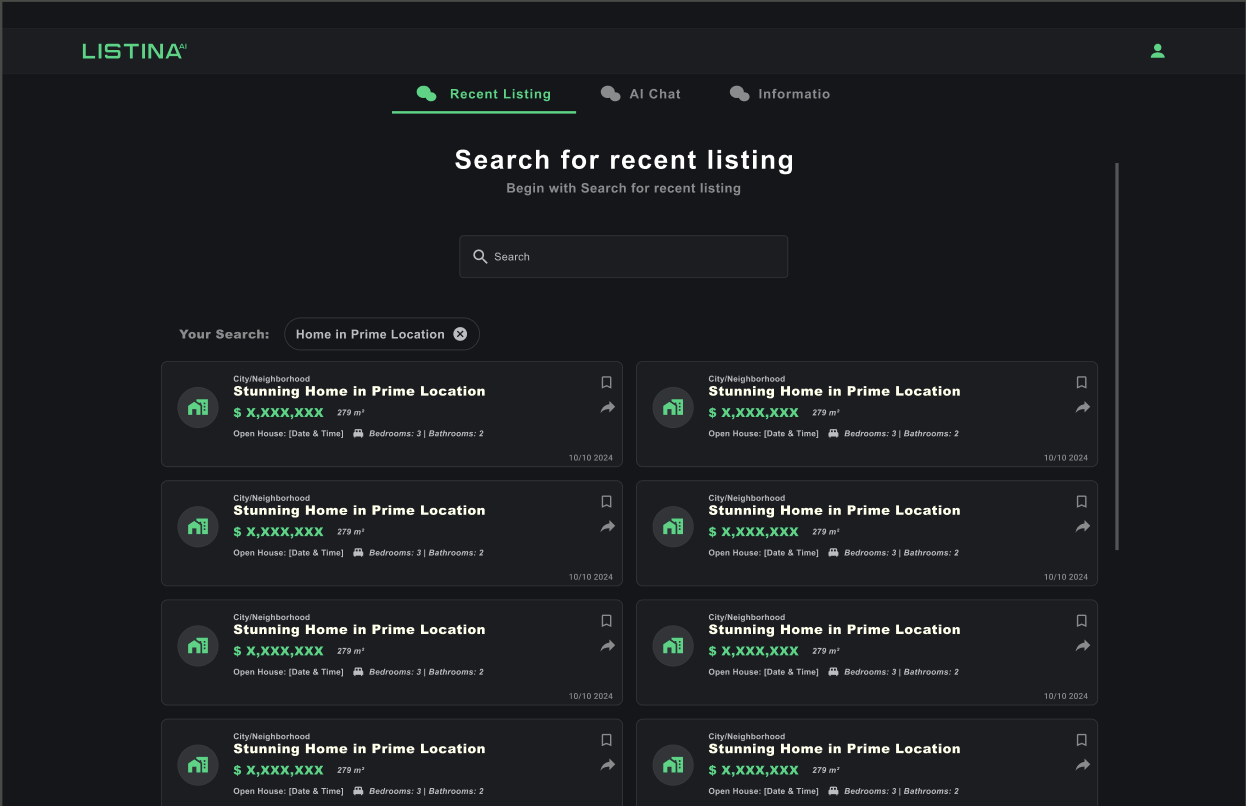 LISTINA AI
Recent Listing
AI Chat
Informatio
Search for recent listing
Begin with Search for recent listing
Search
Your Search: Home in Prime Location
City/Neighborhood
Stunning Home in Prime Location
$ X,XXX,XXX 279 m²
Open House: [Date & Time] Bedrooms: 3 | Bathrooms: 2
10/10 2024
City/Neighborhood
Stunning Home in Prime Location
$ X,XXX,XXX 279 m²
Open House: [Date & Time] Bedrooms: 3 | Bathrooms: 2
10/10 2024
City/Neighborhood
Stunning Home in Prime Location
$ X,XXX,XXX 279 m²
Open House: [Date & Time] Bedrooms: 3 | Bathrooms: 2
10/10 2024
City/Neighborhood
Stunning Home in Prime Location
$ X,XXX,XXX 279 m²
Open House: [Date & Time] Bedrooms: 3 | Bathrooms: 2
10/10 2024
City/Neighborhood
Stunning Home in Prime Location
$ X,XXX,XXX 279 m²
Open House: [Date & Time] Bedrooms: 3 | Bathrooms: 2
10/10 2024
City/Neighborhood
Stunning Home in Prime Location
$ X,XXX,XXX 279 m²
Open House: [Date & Time] Bedrooms: 3 | Bathrooms: 2
10/10 2024
City/Neighborhood
Stunning Home in Prime Location
$ X,XXX,XXX 279 m²
Open House: [Date & Time] Bedrooms: 3 | Bathrooms: 2
City/Neighborhood
Stunning Home in Prime Location
$ X,XXX,XXX 279 m²
Open House: [Date & Time] Bedrooms: 3 | Bathrooms: 2